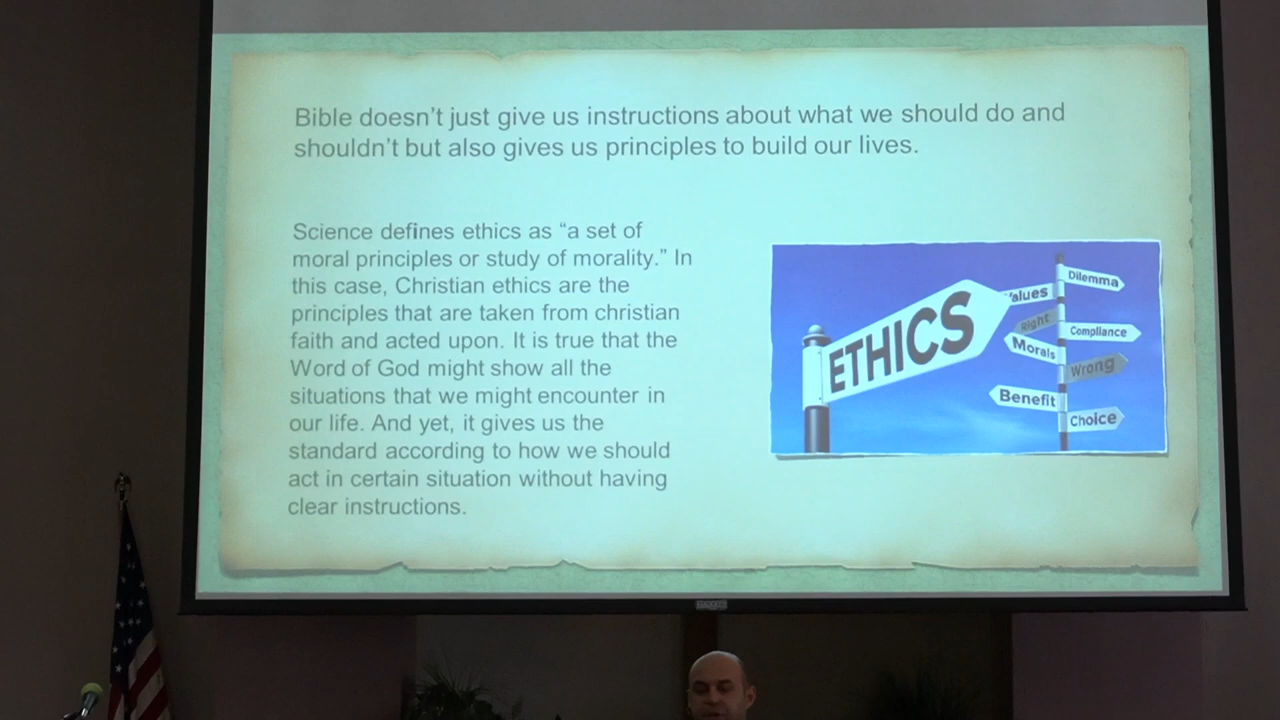 Bible doesn’t just give us instructions about what we should do and
shouldn’t but also gives us principles to build our lives.
Science defines ethics as “a set of
moral principles or study of morality.” In
this case, Christian ethics are the
principles that are taken from christian
faith and acted upon. It is true that the
Word of God might show all the
situations that we might encounter in
our life. And yet, it gives us the
standard according to how we should
act in certain situation without having
clear instructions.
ETHICS
Dilemma
Values
Right
Compliance
Morals
Wrong
Benefit
Choice